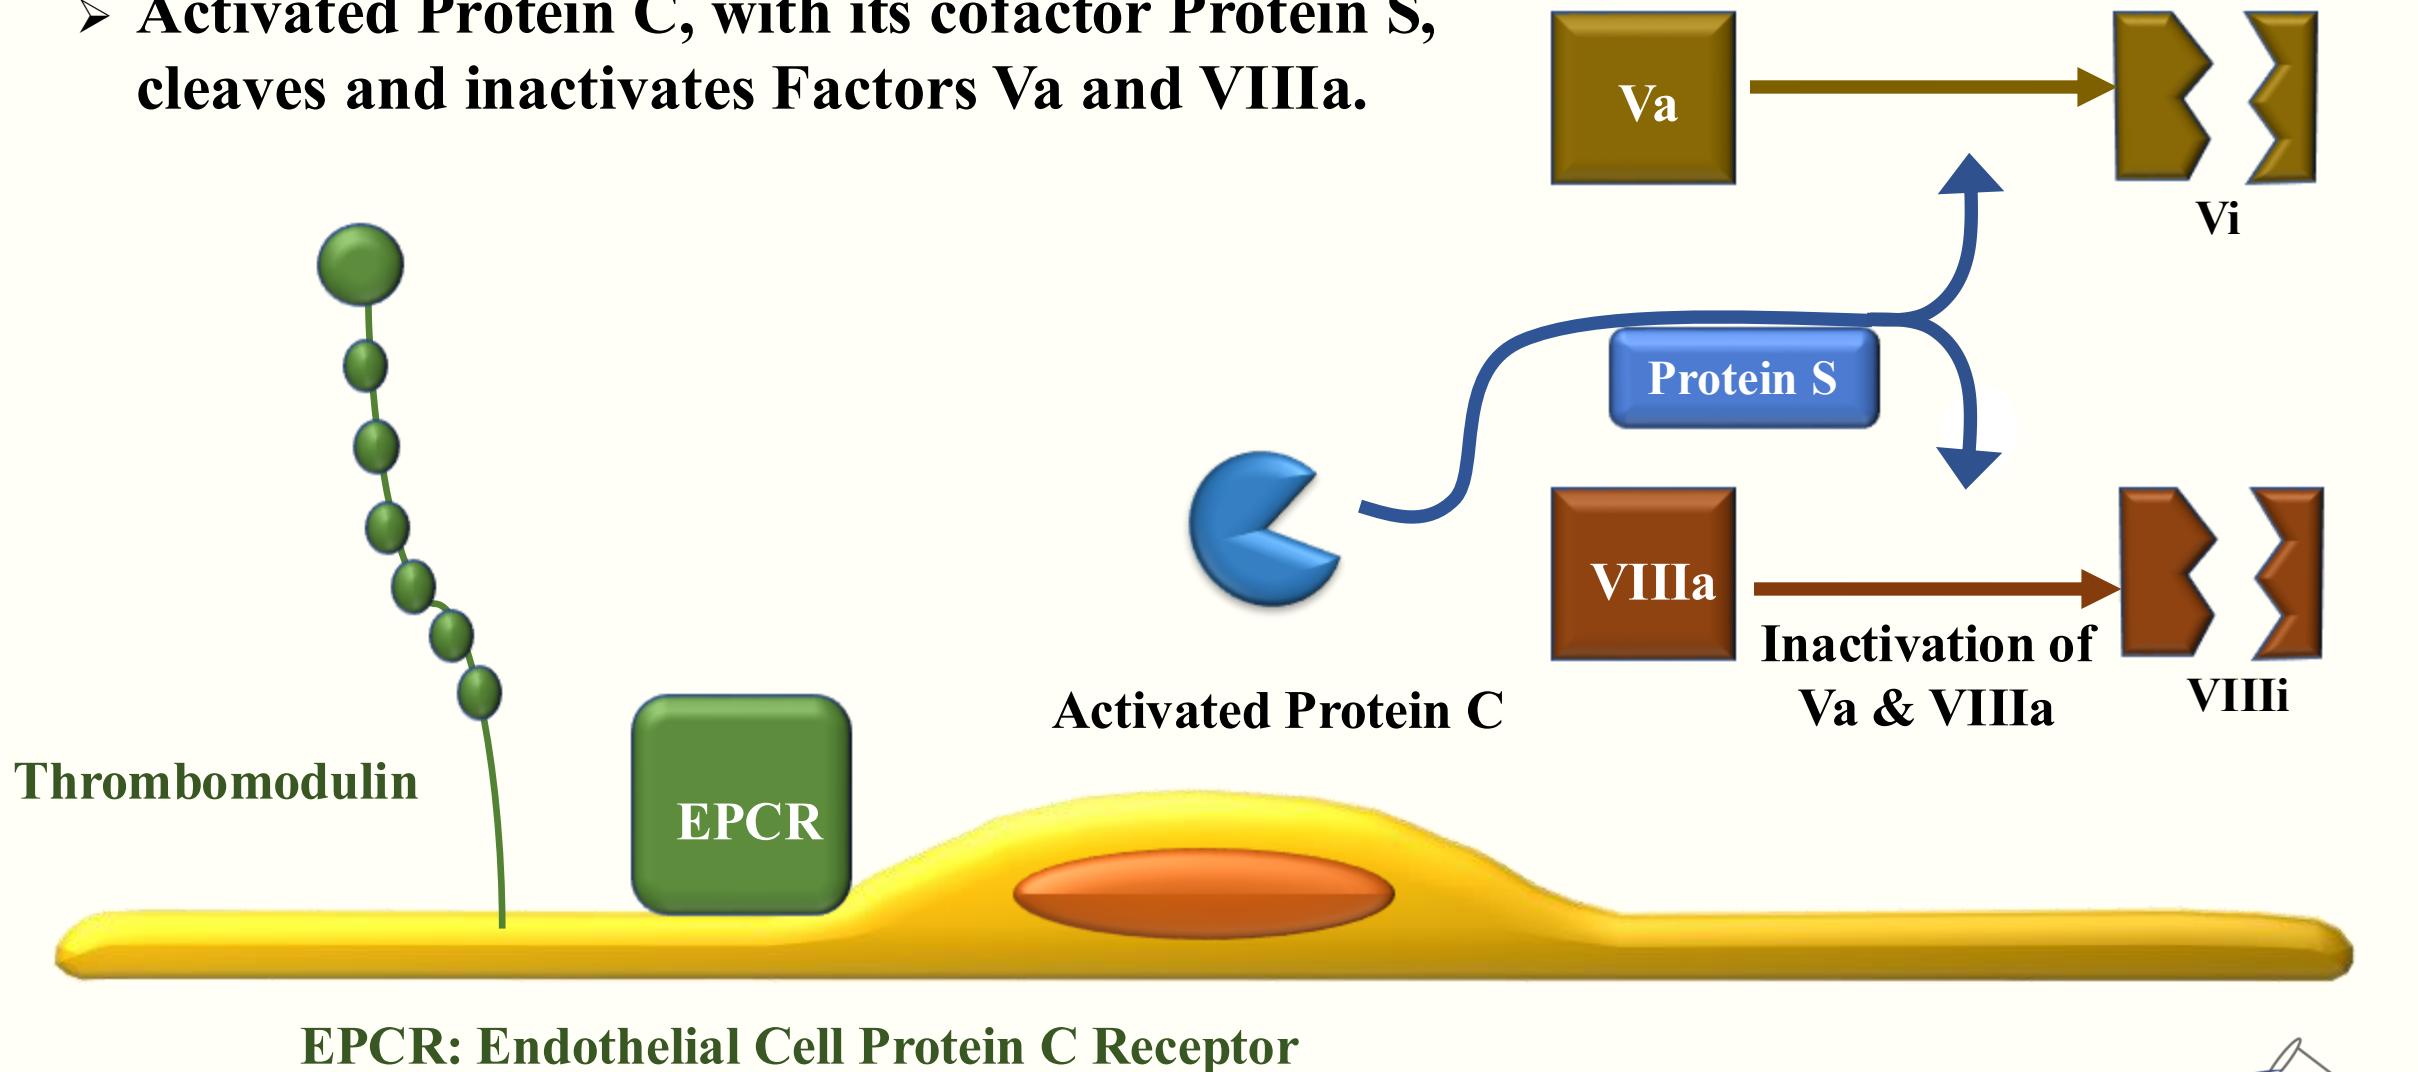 Activated Protein C, with its cofactor Protein S,
cleaves and inactivates Factors Va and VIIIa.
Va
Vi
Protein S
VIIIa
Inactivation of
Va & VIIIa
VIIIi
Activated Protein C
Thrombomodulin
EPCR
EPCR: Endothelial Cell Protein C Receptor